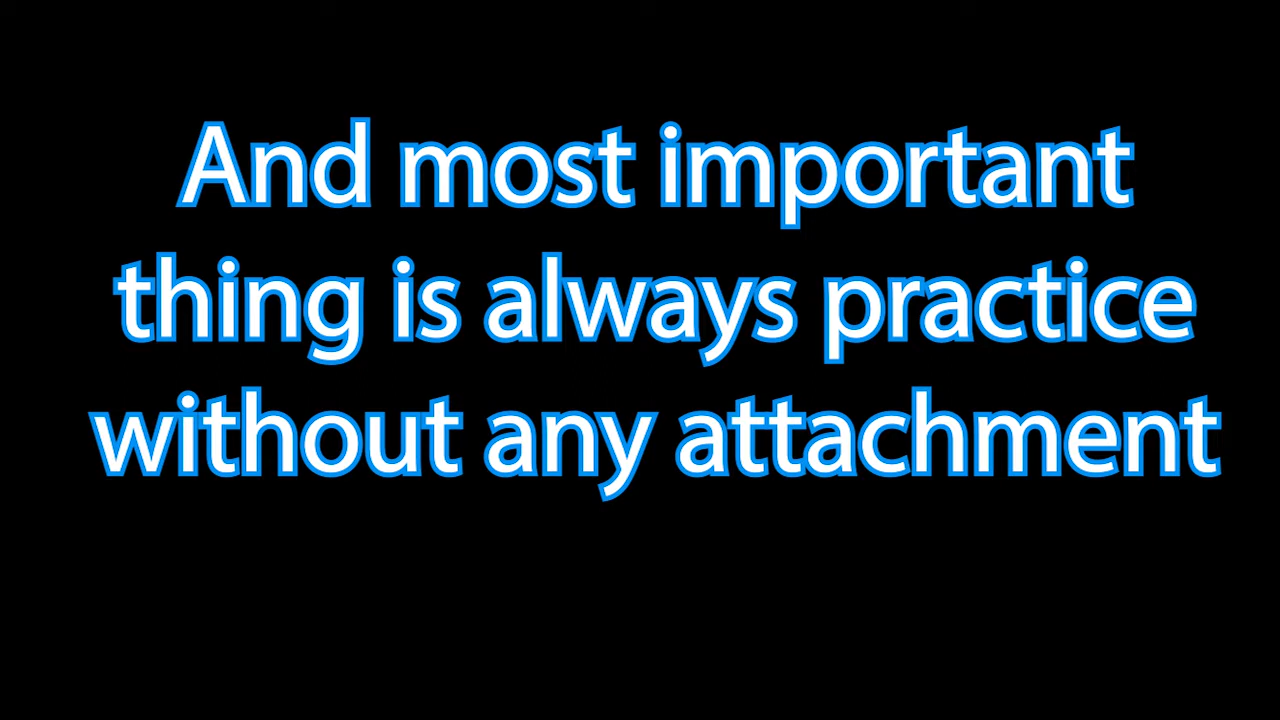 And most important
thing is always practice
without any attachment